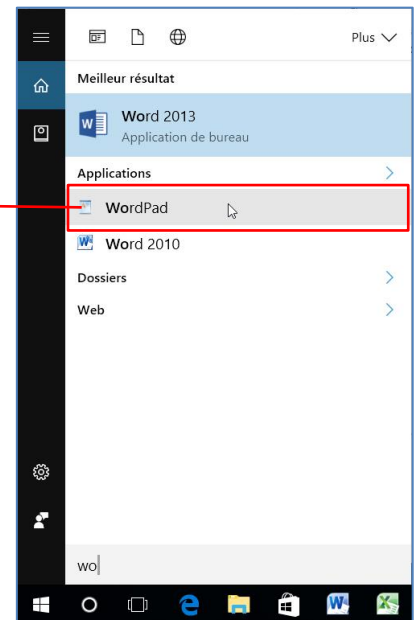 Plus
Meilleur résultat
Word 2013
Application de bureau
Applications
WordPad
Word 2010
Dossiers
Web
wo